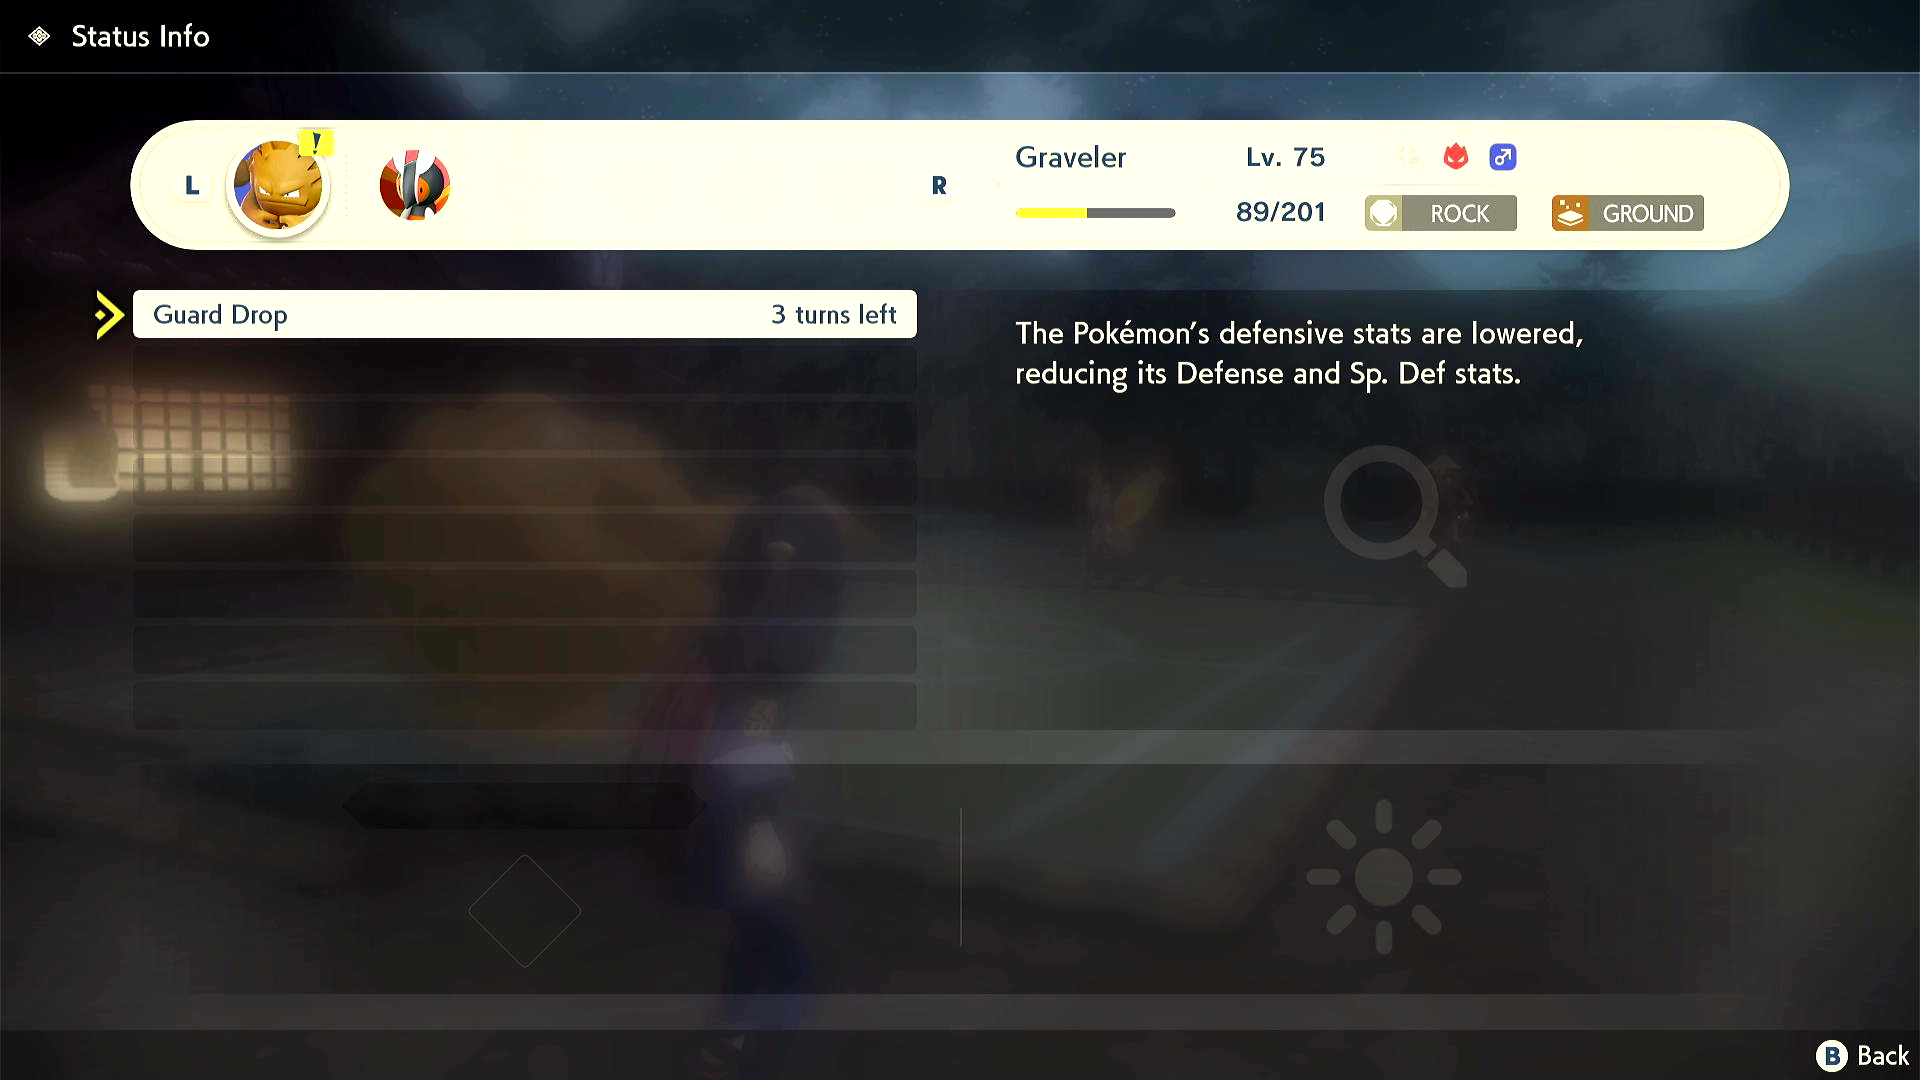 Status Info
L
!
R
Graveler
Lv. 75
89/201
ROCK
GROUND
Guard Drop
3 turns left
The Pokémon's defensive stats are lowered,
reducing its Defense and Sp. Def stats.
B Back